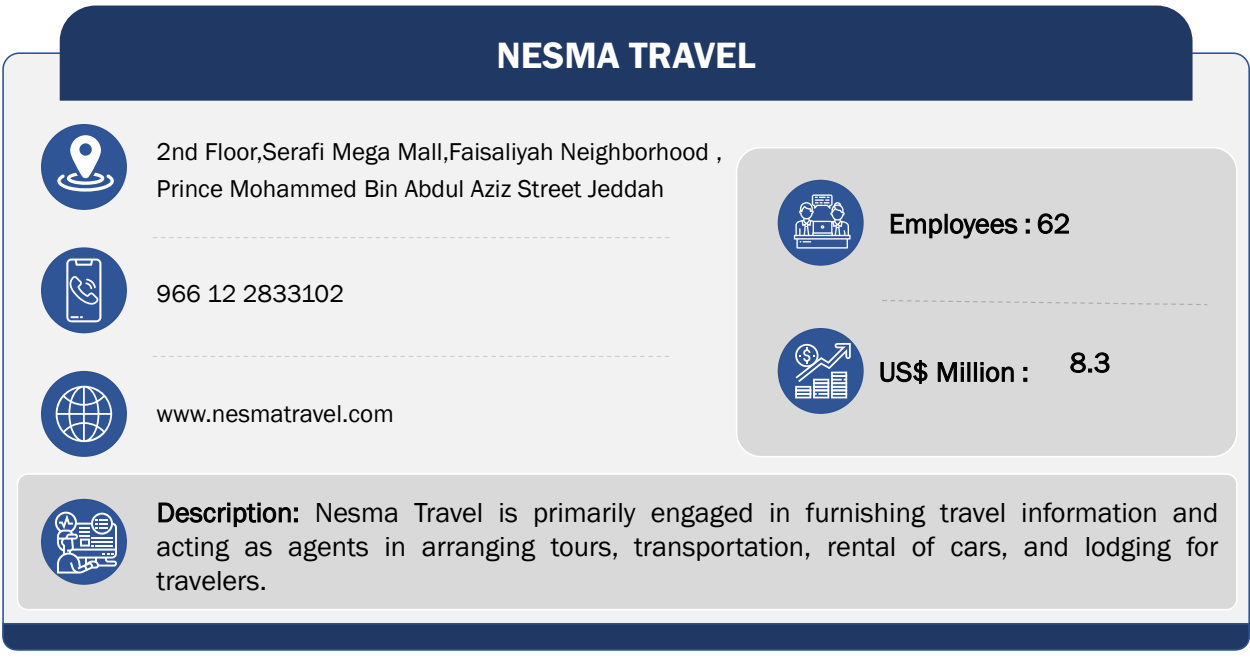 NESMA TRAVEL
2nd Floor,Serafi Mega Mall,Faisaliyah Neighborhood ,
Prince Mohammed Bin Abdul Aziz Street Jeddah
966 12 2833102
www.nesmatravel.com
Employees : 62
US$ Million : 8.3
Description: Nesma Travel is primarily engaged in furnishing travel information and
acting as agents in arranging tours, transportation, rental of cars, and lodging for
travelers.